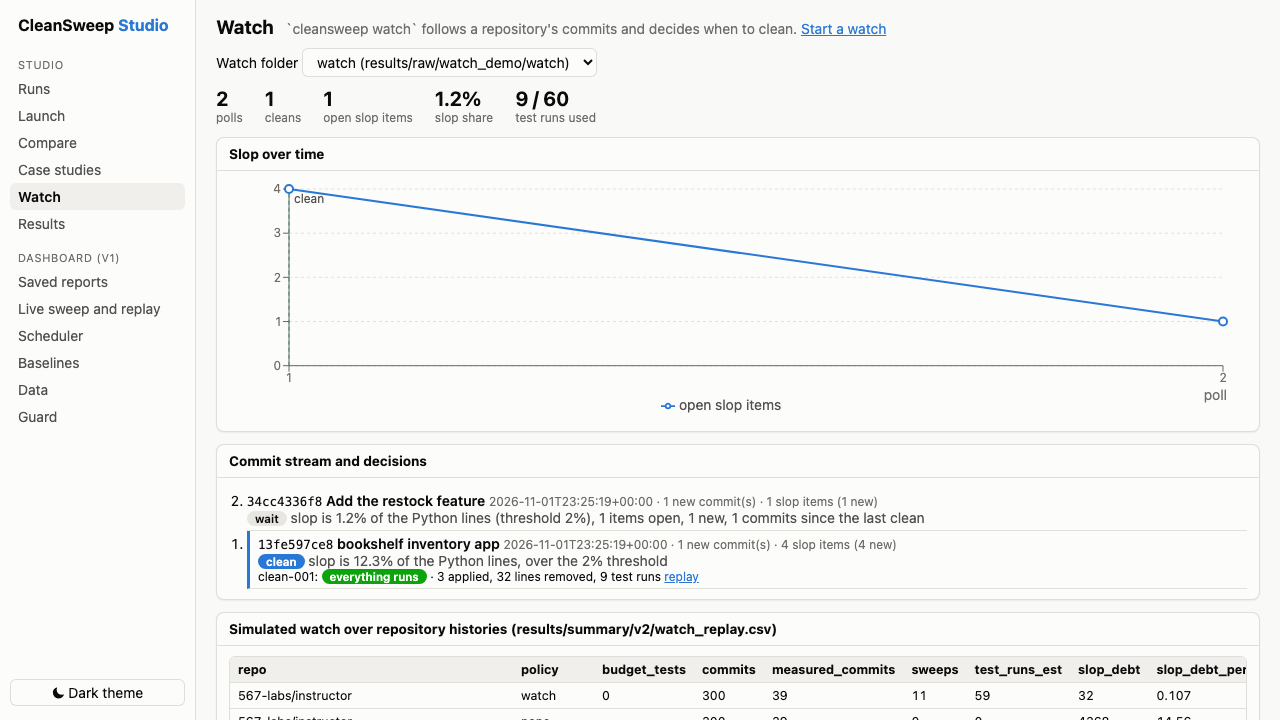 CleanSweep Studio
STUDIO
Runs
Launch
Compare
Case studies
Watch
Results
DASHBOARD (V1)
Saved reports
Live sweep and replay
Scheduler
Baselines
Data
Guard
Dark theme
Watch `cleansweep watch` follows a repository's commits and decides when to clean. Start a watch
Watch folder watch (results/raw/watch_demo/watch)
2 1 1 1.2% 9 / 60
polls cleans open slop items slop share test runs used
Slop over time
4
clean
3
2
1
0
1 2
poll
open slop items
Commit stream and decisions
2. 34cc4336f8 Add the restock feature 2026-11-01T23:25:19+00:00 · 1 new commit(s) · 1 slop items (1 new)
wait slop is 1.2% of the Python lines (threshold 2%), 1 items open, 1 new, 1 commits since the last clean
1. 13fe597ce8 bookshelf inventory app 2026-11-01T23:25:19+00:00 · 1 new commit(s) · 4 slop items (4 new)
clean slop is 12.3% of the Python lines, over the 2% threshold
clean-001: everything runs · 3 applied, 32 lines removed, 9 test runs replay
Simulated watch over repository histories (results/summary/v2/watch_replay.csv)
repo policy budget_tests commits measured_commits sweeps test_runs_est slop_debt slop_debt_per
567-labs/instructor watch 0 300 39 11 59 32 0.107